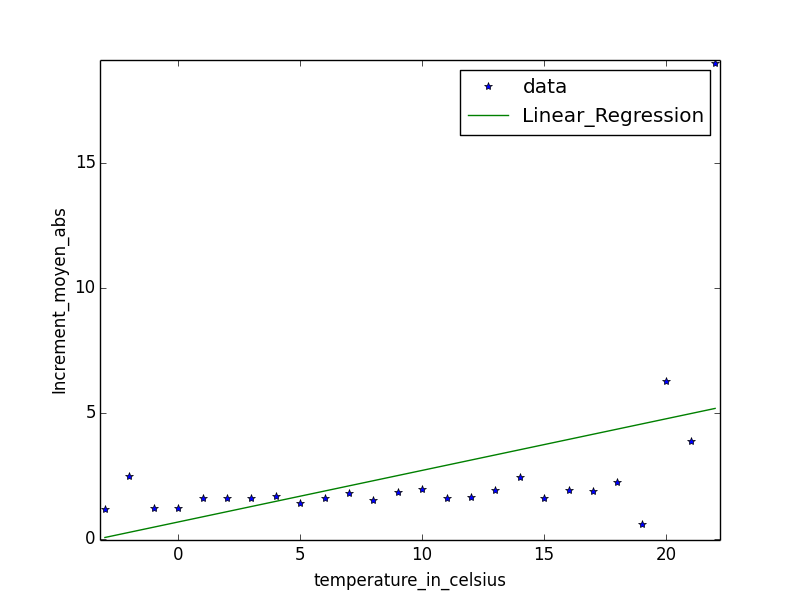 data
Linear_Regression
15
10
5
0
Increment_moyen_abs
0 5 10 15 20
temperature_in_celsius